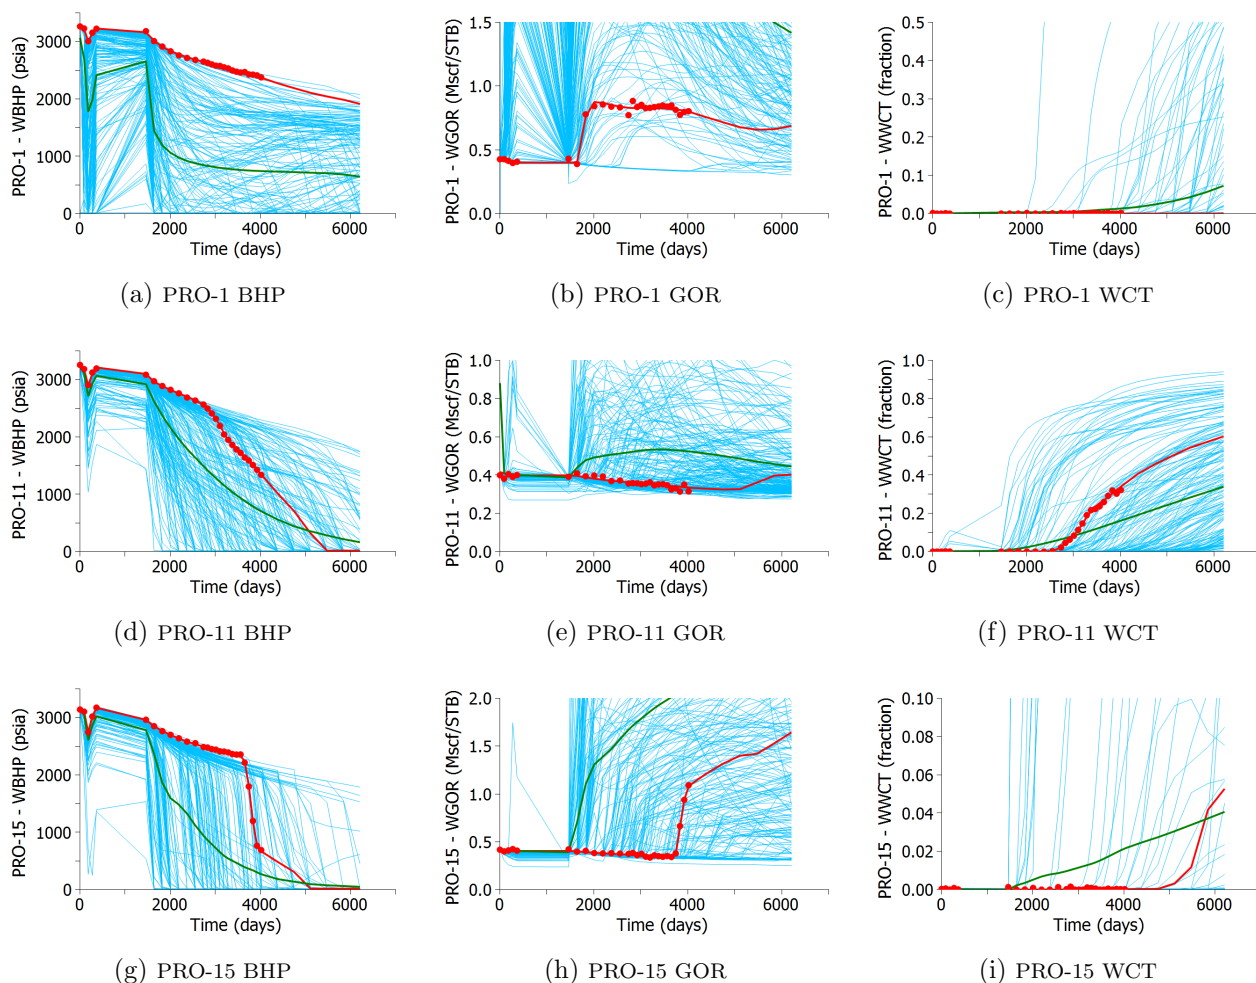 PRO-1 - WBHP (psia)
3000
2000
1000
0
0 2000 4000 6000
Time (days)
(a) PRO-1 BHP
PRO-1 - WGOR (Mscf/STB)
1.5
1.0
0.5
0.0
0 2000 4000 6000
Time (days)
(b) PRO-1 GOR
PRO-1 - WWCT (fraction)
0.5
0.4
0.3
0.2
0.1
0.0
0 2000 4000 6000
Time (days)
(c) PRO-1 WCT
PRO-11 - WBHP (psia)
3000
2000
1000
0
0 2000 4000 6000
Time (days)
(d) PRO-11 BHP
PRO-11 - WGOR (Mscf/STB)
1.0
0.8
0.6
0.4
0.2
0.0
0 2000 4000 6000
Time (days)
(e) PRO-11 GOR
PRO-11 - WWCT (fraction)
1.0
0.8
0.6
0.4
0.2
0.0
0 2000 4000 6000
Time (days)
(f) PRO-11 WCT
PRO-15 - WBHP (psia)
3000
2000
1000
0
0 2000 4000 6000
Time (days)
(g) PRO-15 BHP
PRO-15 - WGOR (Mscf/STB)
2.0
1.5
1.0
0.5
0.0
0 2000 4000 6000
Time (days)
(h) PRO-15 GOR
PRO-15 - WWCT (fraction)
0.10
0.08
0.06
0.04
0.02
0.00
0 2000 4000 6000
Time (days)
(i) PRO-15 WCT